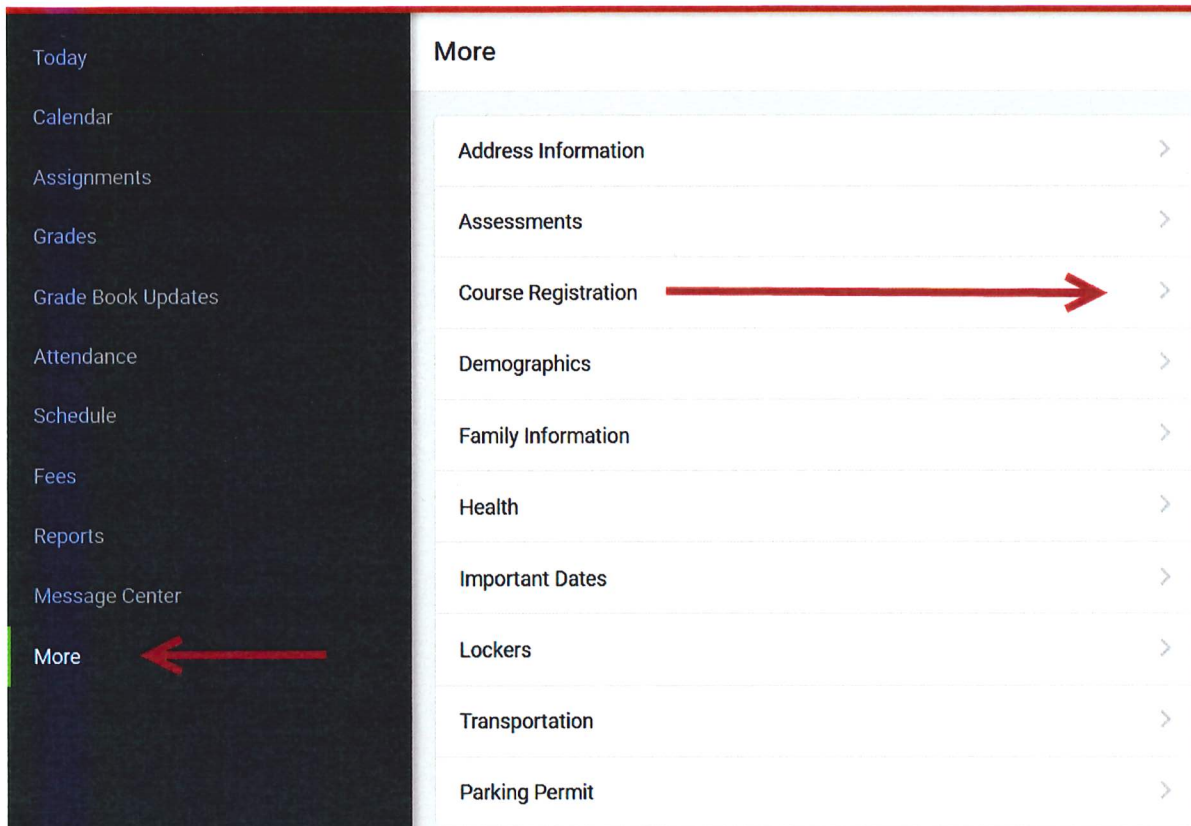 Today
Calendar
Assignments
Grades
Grade Book Updates
Attendance
Schedule
Fees
Reports
Message Center
More
More
Address Information
Assessments
Course Registration
Demographics
Family Information
Health
Important Dates
Lockers
Transportation
Parking Permit